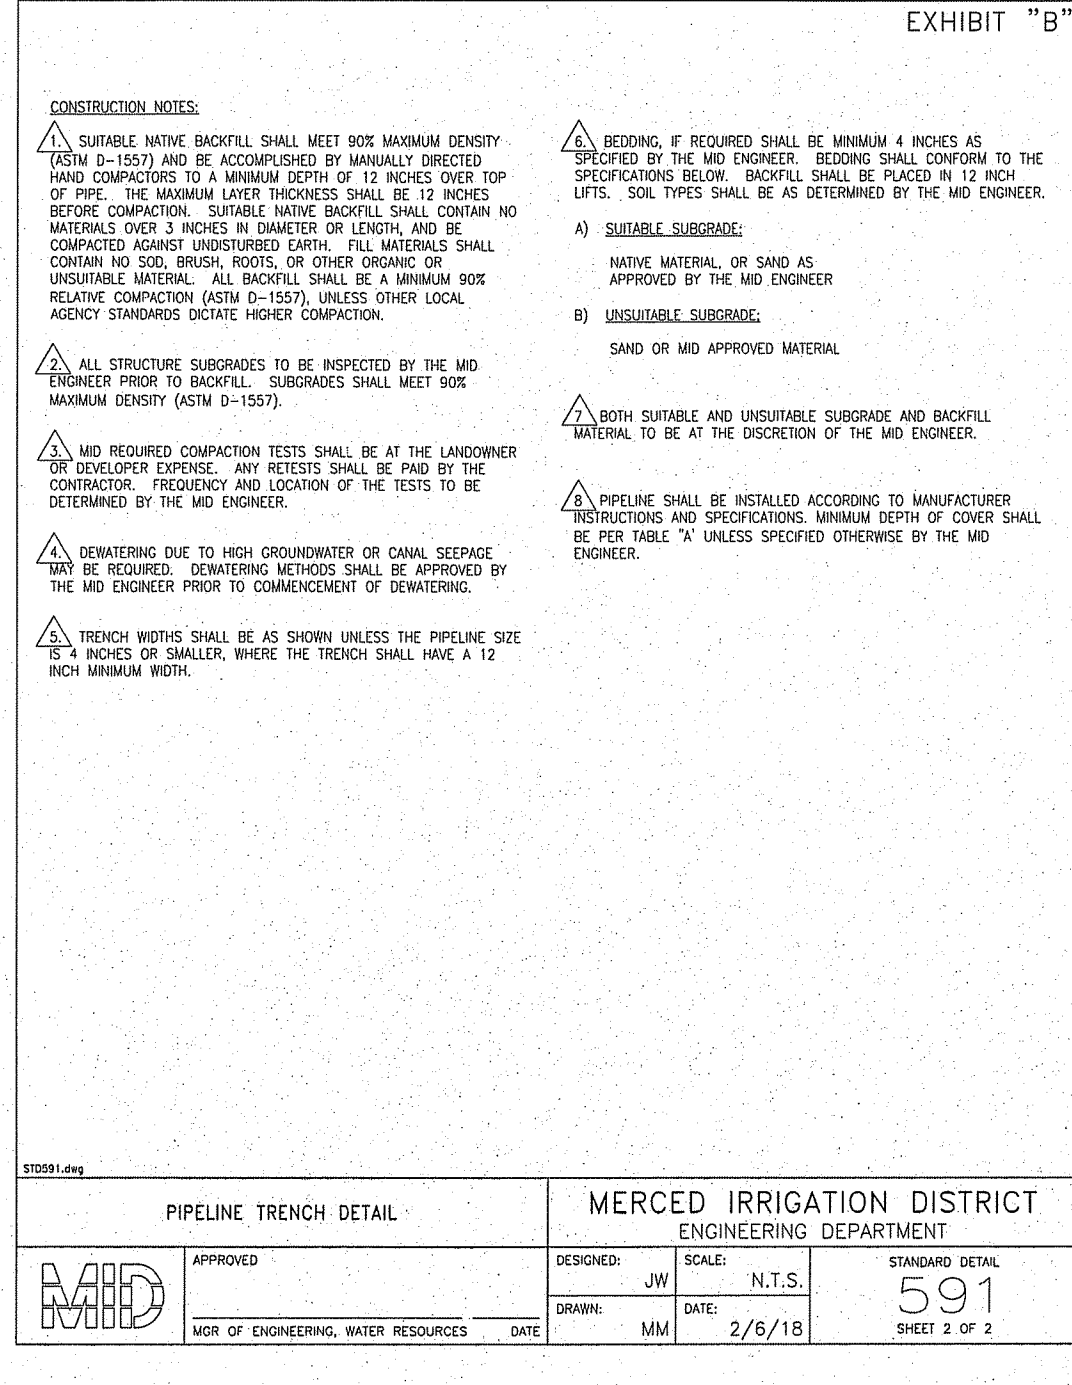 EXHIBIT "B"
CONSTRUCTION NOTES:
1. SUITABLE NATIVE BACKFILL SHALL MEET 90% MAXIMUM DENSITY
(ASTM D-1557) AND BE ACCOMPLISHED BY MANUALLY DIRECTED
HAND COMPACTORS TO A MINIMUM DEPTH OF 12 INCHES OVER TOP
OF PIPE. THE MAXIMUM LAYER THICKNESS SHALL BE 12 INCHES
BEFORE COMPACTION. SUITABLE NATIVE BACKFILL SHALL CONTAIN NO
MATERIALS OVER 3 INCHES IN DIAMETER OR LENGTH, AND BE
COMPACTED AGAINST UNDISTURBED EARTH. FILL MATERIALS SHALL
CONTAIN NO SOD, BRUSH, ROOTS, OR OTHER ORGANIC OR
UNSUITABLE MATERIAL. ALL BACKFILL SHALL BE A MINIMUM 90%
RELATIVE COMPACTION (ASTM D-1557), UNLESS OTHER LOCAL
AGENCY STANDARDS DICTATE HIGHER COMPACTION.
2. ALL STRUCTURE SUBGRADES TO BE INSPECTED BY THE MID
ENGINEER PRIOR TO BACKFILL. SUBGRADES SHALL MEET 90%
MAXIMUM DENSITY (ASTM D-1557).
3. MID REQUIRED COMPACTION TESTS SHALL BE AT THE LANDOWNER
OR DEVELOPER EXPENSE. ANY RETESTS SHALL BE PAID BY THE
CONTRACTOR. FREQUENCY AND LOCATION OF THE TESTS TO BE
DETERMINED BY THE MID ENGINEER.
4. DEWATERING DUE TO HIGH GROUNDWATER OR CANAL SEEPAGE
MAY BE REQUIRED. DEWATERING METHODS SHALL BE APPROVED BY
THE MID ENGINEER PRIOR TO COMMENCEMENT OF DEWATERING.
5. TRENCH WIDTHS SHALL BE AS SHOWN UNLESS THE PIPELINE SIZE
IS 4 INCHES OR SMALLER, WHERE THE TRENCH SHALL HAVE A 12
INCH MINIMUM WIDTH.
6. BEDDING, IF REQUIRED SHALL BE MINIMUM 4 INCHES AS
SPECIFIED BY THE MID ENGINEER. BEDDING SHALL CONFORM TO THE
SPECIFICATIONS BELOW. BACKFILL SHALL BE PLACED IN 12 INCH
LIFTS. SOIL TYPES SHALL BE AS DETERMINED BY THE MID ENGINEER.
A) SUITABLE SUBGRADE:
NATIVE MATERIAL, OR SAND AS
APPROVED BY THE MID ENGINEER
B) UNSUITABLE SUBGRADE:
SAND OR MID APPROVED MATERIAL
7 BOTH SUITABLE AND UNSUITABLE SUBGRADE AND BACKFILL
MATERIAL TO BE AT THE DISCRETION OF THE MID ENGINEER.
8 PIPELINE SHALL BE INSTALLED ACCORDING TO MANUFACTURER
INSTRUCTIONS AND SPECIFICATIONS. MINIMUM DEPTH OF COVER SHALL
BE PER TABLE "A' UNLESS SPECIFIED OTHERWISE BY THE MID
ENGINEER.
STD591.dwg
PIPELINE TRENCH DETAIL
MERCED IRRIGATION DISTRICT
ENGINEERING DEPARTMENT
MID
APPROVED
MGR OF ENGINEERING, WATER RESOURCES DATE
DESIGNED:
JW
SCALE:
N.T.S.
DRAWN:
MM
DATE:
2/6/18
STANDARD DETAIL
591
SHEET 2 OF 2